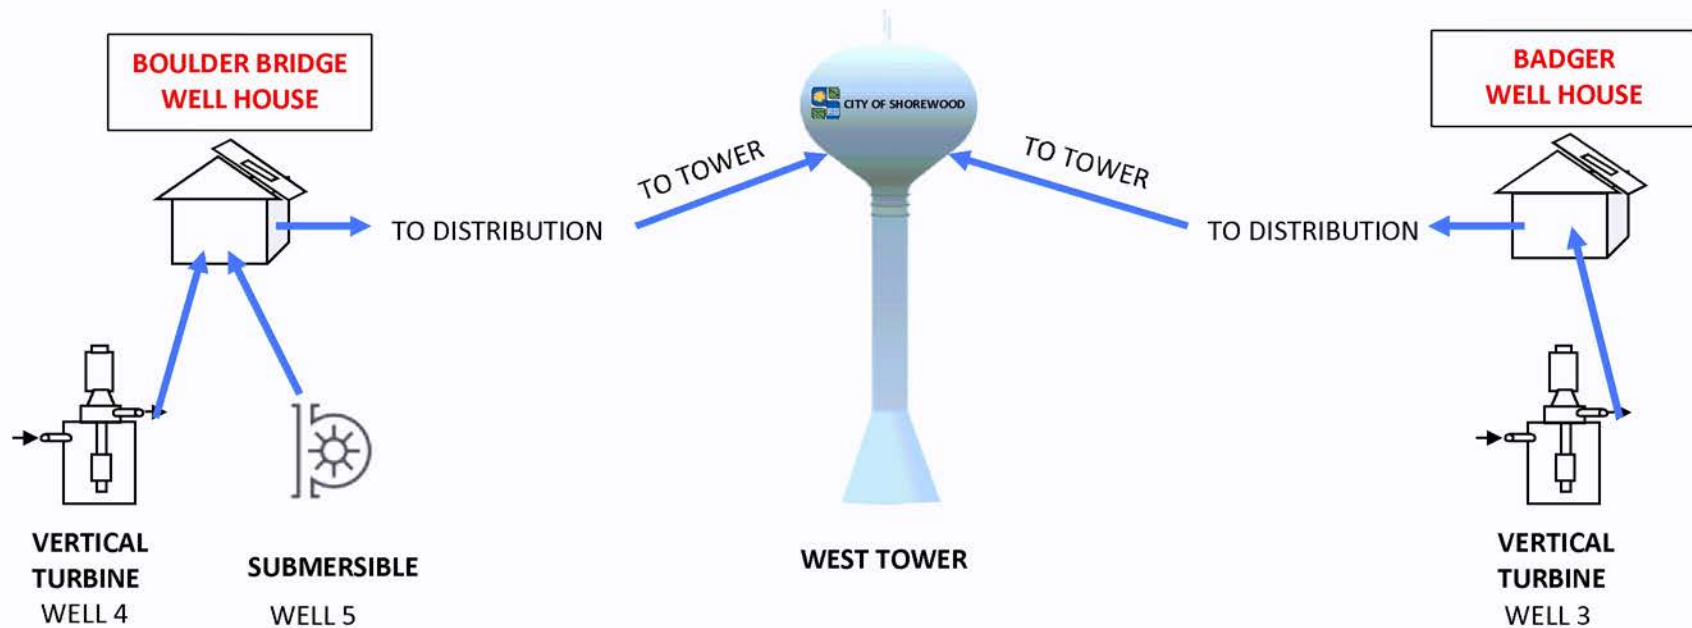 BOULDER BRIDGE
WELL HOUSE
CITY OF SHOREWOOD
BADGER
WELL HOUSE
TO TOWER
TO TOWER
TO DISTRIBUTION
TO DISTRIBUTION
VERTICAL
TURBINE
WELL 4
SUBMERSIBLE
WELL 5
WEST TOWER
VERTICAL
TURBINE
WELL 3